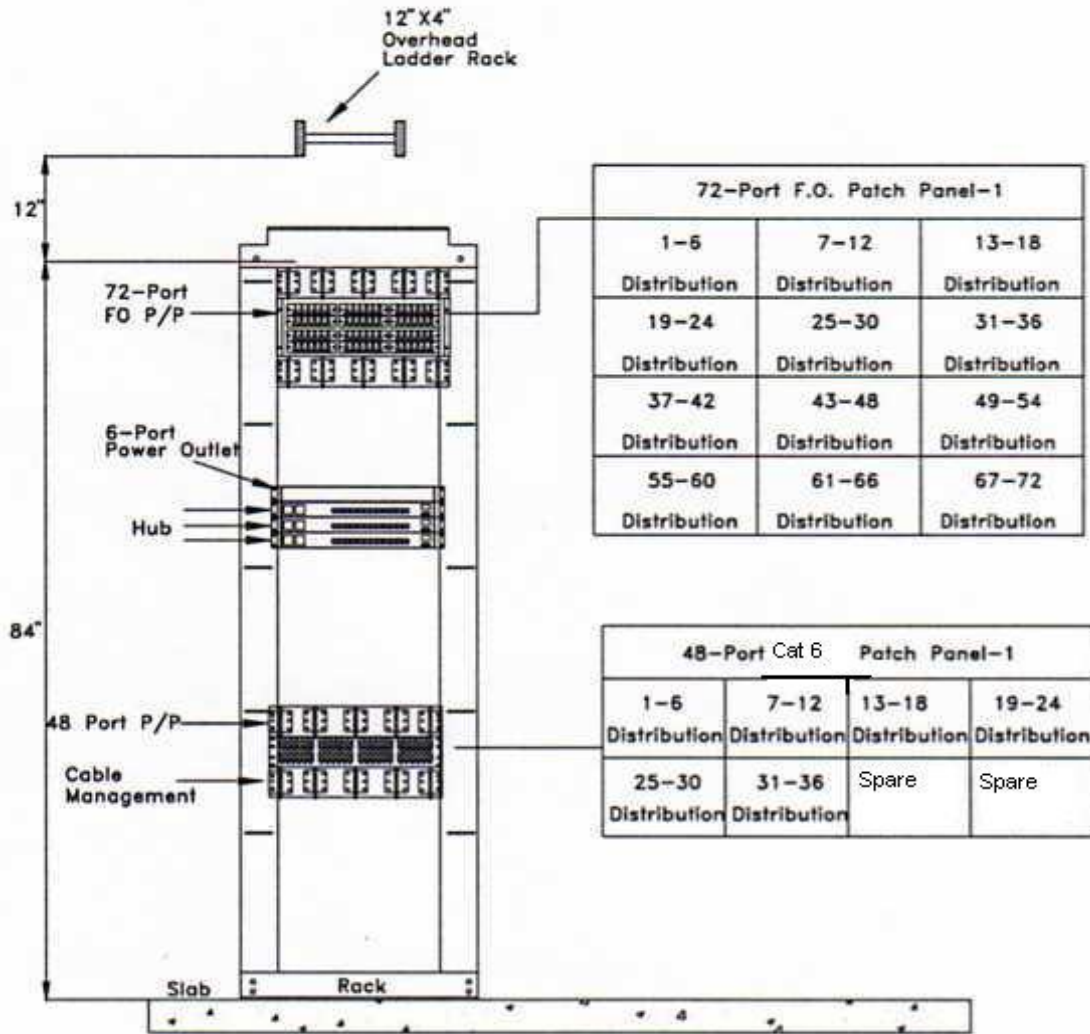 12"X4"
Overhead
Ladder Rack
12"
72-Port
FO P/P
6-Port
Power Outlet
Hub
84"
48 Port P/P
Cable
Management
Slab
Rack
72-Port F.O. Patch Panel-1
1-6 7-12 13-18
Distribution Distribution Distribution
19-24 25-30 31-36
Distribution Distribution Distribution
37-42 43-48 49-54
Distribution Distribution Distribution
55-60 61-66 67-72
Distribution Distribution Distribution
48-Port Cat 6 Patch Panel-1
1-6 7-12 13-18 19-24
Distribution Distribution Distribution Distribution
25-30 31-36 Spare Spare
Distribution Distribution